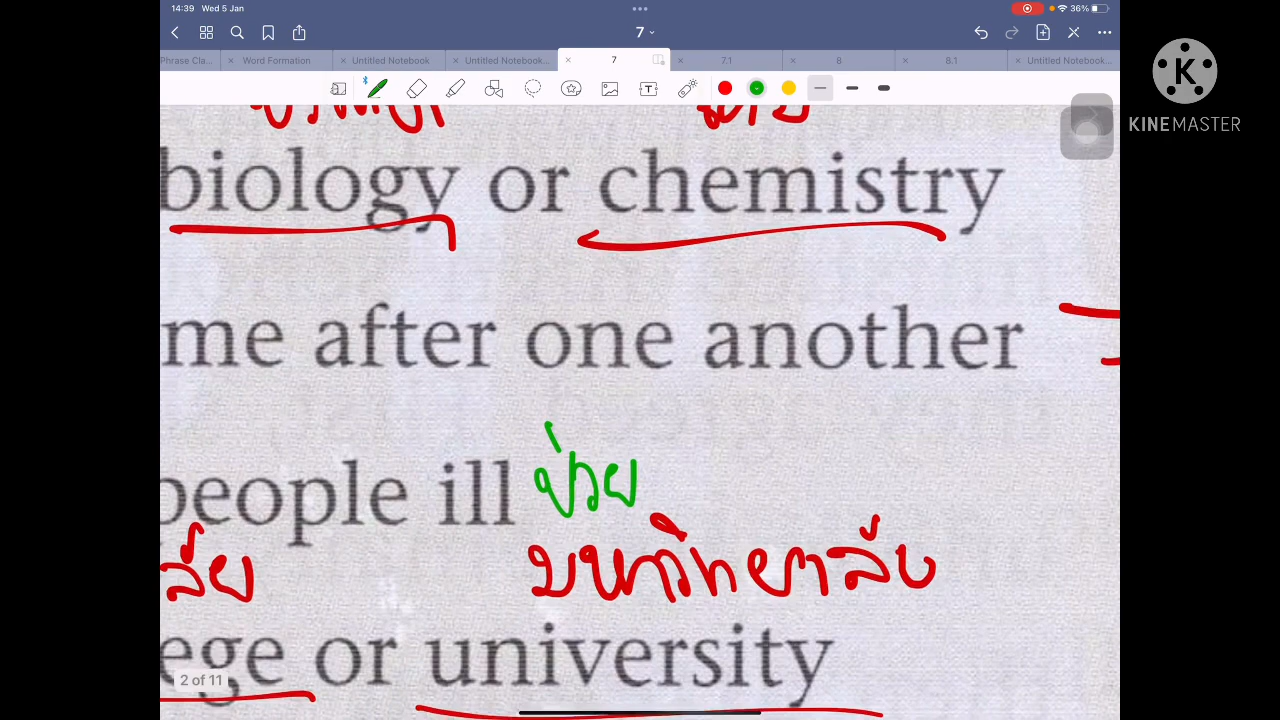 14:39 Wed 5 Jan
36%
7
Phrase Cla... Word Formation Untitled Notebook Untitled Notebook... 7 7.1 8 8.1 Untitled Notebook...
K
KINEMASTER
biology or chemistry
me after one another
people ill ป่วย
ลัย มหาวิทยาลัย
ege or university
2 of 11